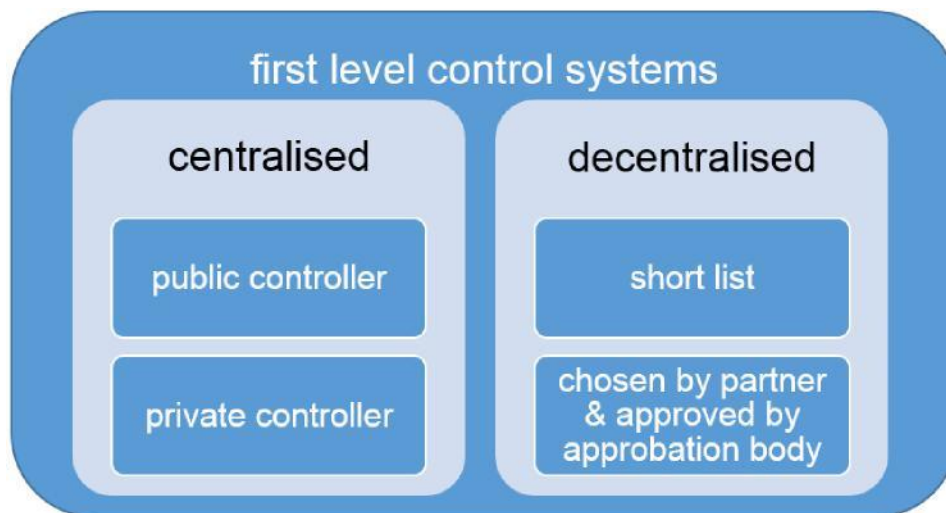 first level control systems
centralised
public controller
private controller
decentralised
short list
chosen by partner
& approved by
approbation body